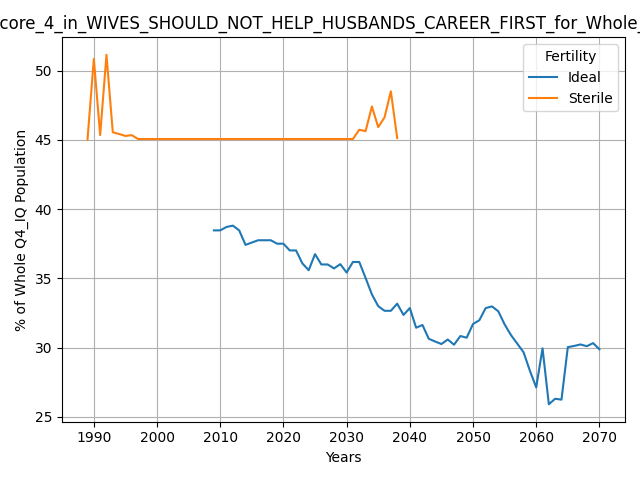 core_4_in_WIVES_SHOULD_NOT_HELP_HUSBANDS_CAREER_FIRST_for_Whole_
Fertility
Ideal
Sterile
% of Whole Q4_IQ Population
50
45
40
35
30
25
1990 2000 2010 2020 2030 2040 2050 2060 2070
Years